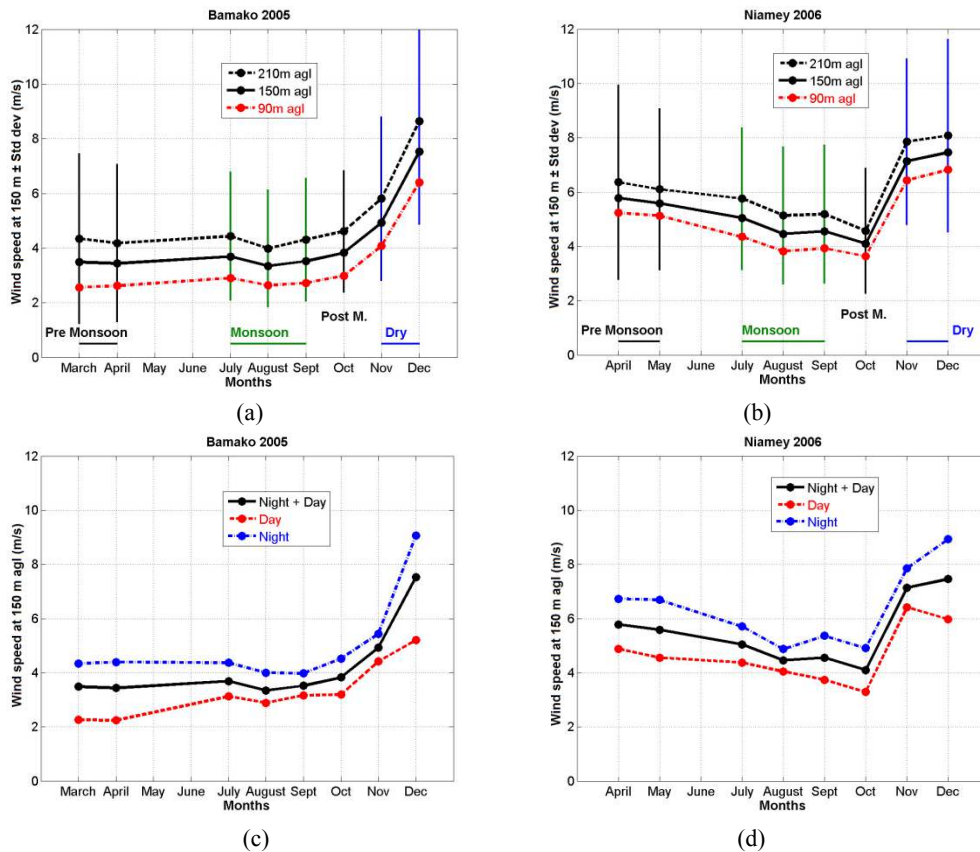 Bamako 2005
12
10
8
6
4
2
0
Wind speed at 150 m ± Std dev (m/s)
210m agl
150m agl
90m agl
Pre Monsoon
Monsoon
Post M.
Dry
March April May June July August Sept Oct Nov Dec
Months
(a)
Niamey 2006
12
10
8
6
4
2
0
Wind speed at 150 m ± Std dev (m/s)
210m agl
150m agl
90m agl
Pre Monsoon
Monsoon
Post M.
Dry
April May June July August Sept Oct Nov Dec
Months
(b)
Bamako 2005
12
10
8
6
4
2
0
Wind speed at 150 m agl (m/s)
Night + Day
Day
Night
March April May June July August Sept Oct Nov Dec
Months
(c)
Niamey 2006
12
10
8
6
4
2
0
Wind speed at 150 m agl (m/s)
Night + Day
Day
Night
April May June July August Sept Oct Nov Dec
Months
(d)